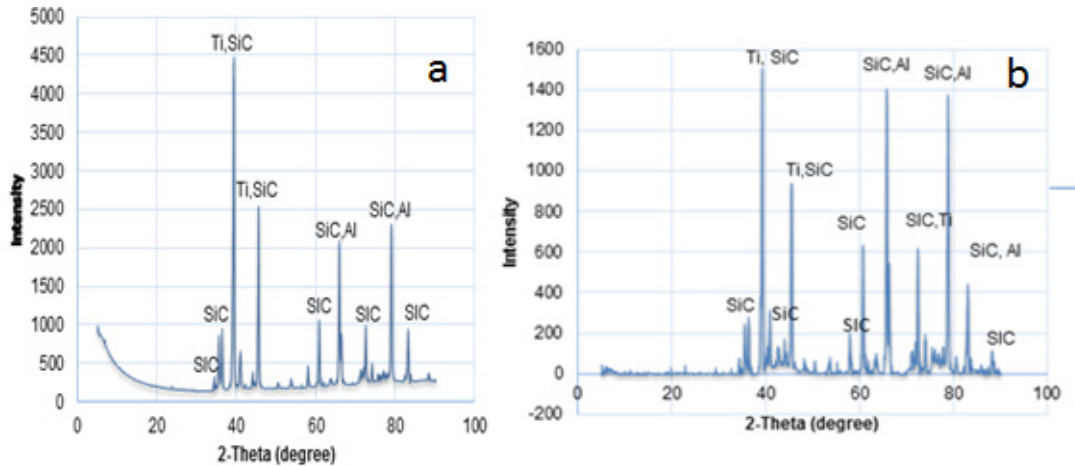 5000
4500
4000
3500
3000
2500
2000
1500
1000
500
0
Intensity
Ti,SiC
a
Ti,SiC
SiC,Al
SiC,Al
SiC
SIC
SIC
SIC
SIC
0 20 40 60 80 100
2-Theta (degree)
1600
1400
1200
1000
800
600
400
200
0
-200
Intensity
Ti, SiC
SiC,Al
SiC,Al
b
Ti,SiC
SiC
SIC,Ti
SiC, Al
SiC
SiC
SIC
SIC
0 20 40 60 80 100
2-Theta (degree)